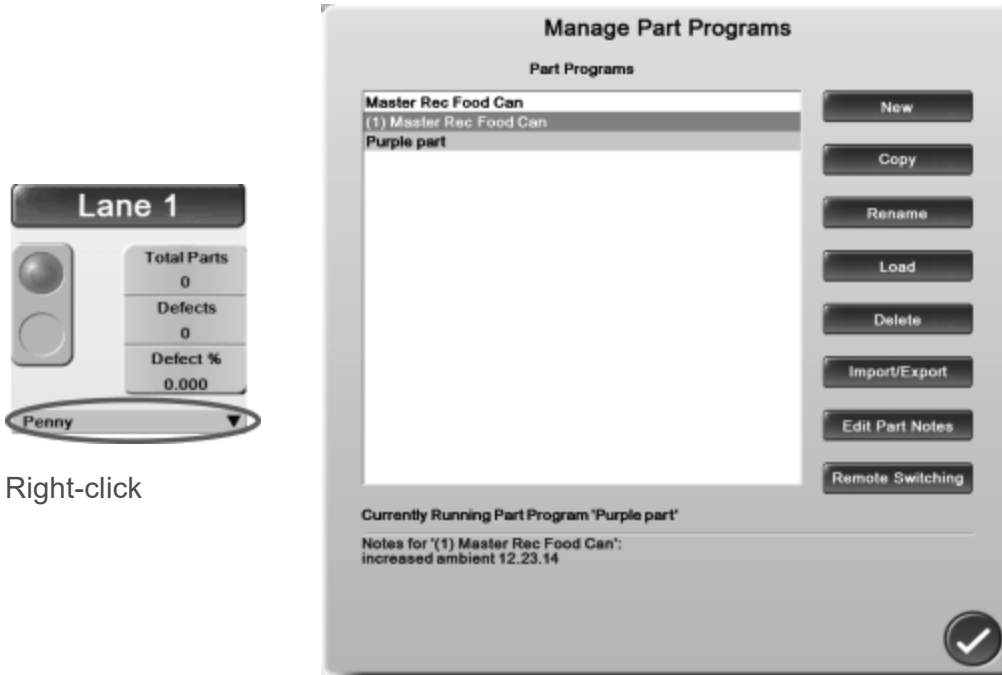 Lane 1
Total Parts
0
Defects
0
Defect %
0.000
Penny
Right-click
Manage Part Programs
Part Programs
Master Rec Food Can
(1) Master Rec Food Can
Purple part
New
Copy
Rename
Load
Delete
Import/Export
Edit Part Notes
Remote Switching
Currently Running Part Program 'Purple part'
Notes for '(1) Master Rec Food Can':
increased ambient 12.23.14